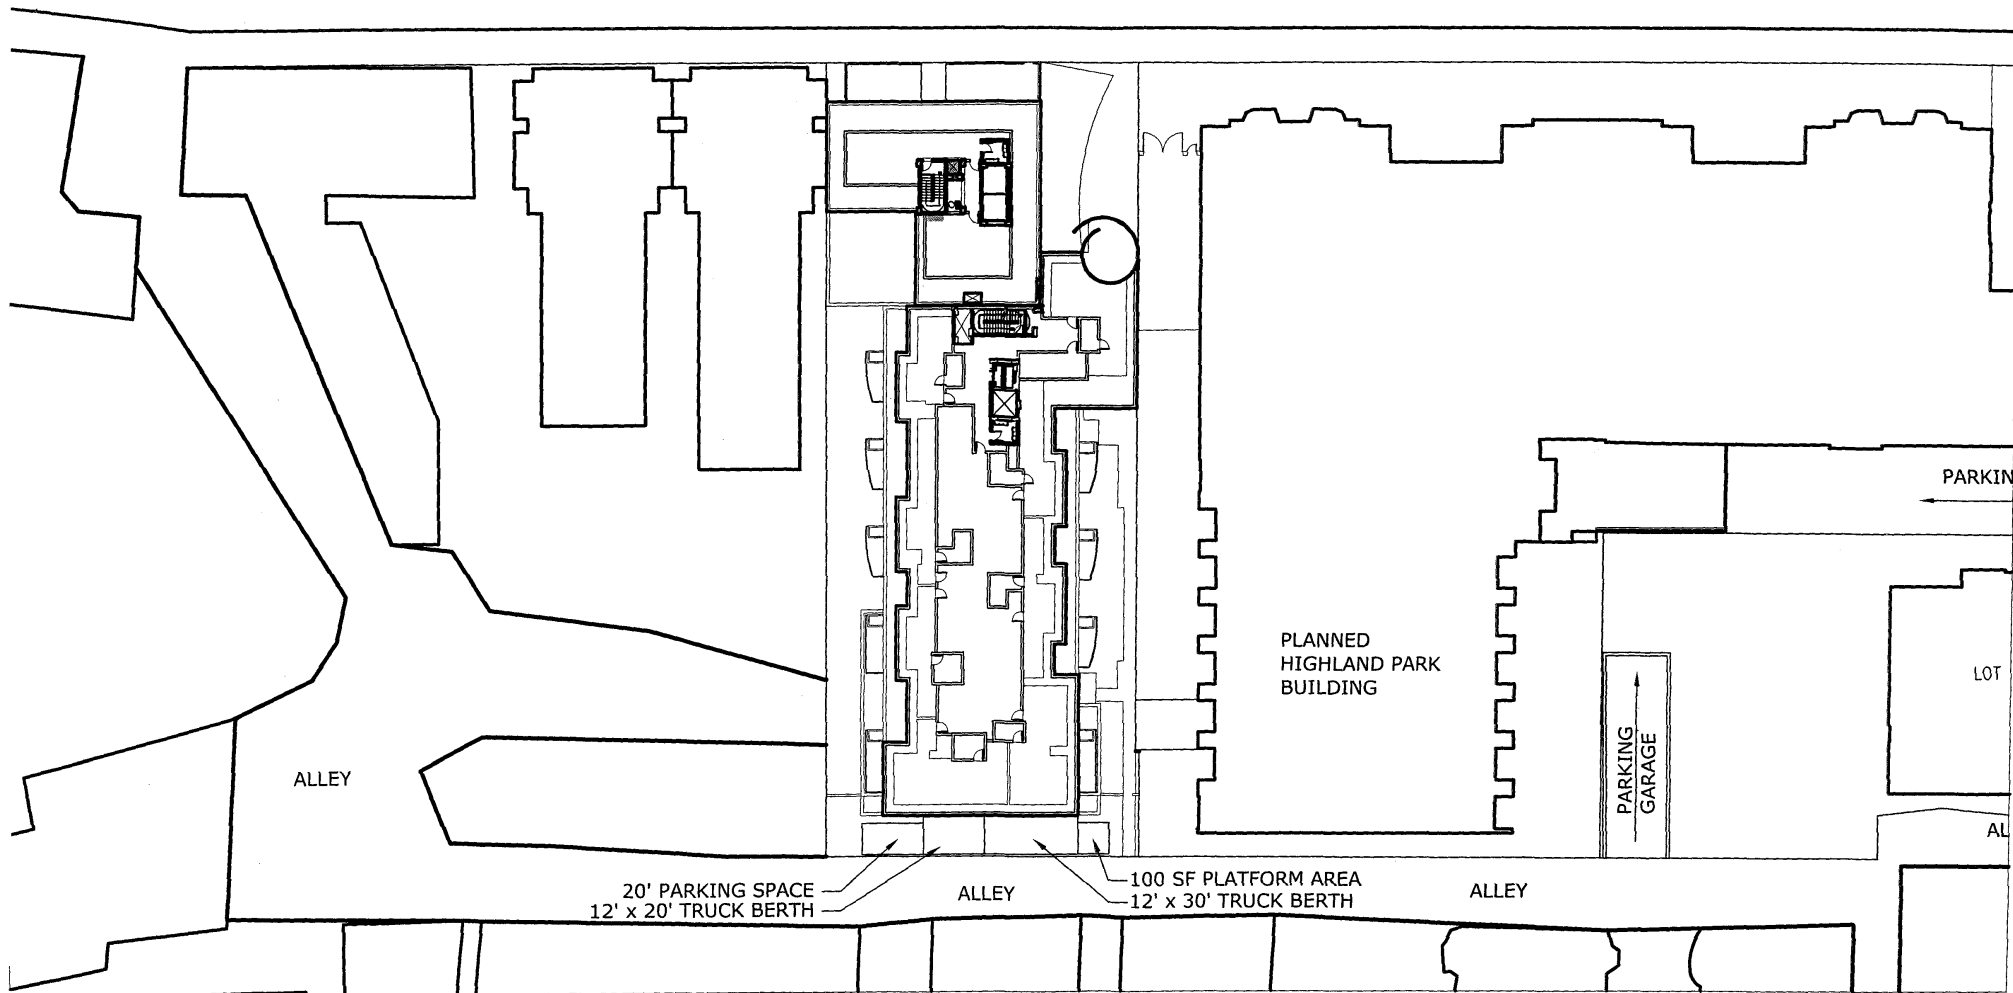 PARKIN
PLANNED
HIGHLAND PARK
BUILDING
LOT
PARKING
GARAGE
ALLEY
AL
20' PARKING SPACE
12' x 20' TRUCK BERTH
ALLEY
100 SF PLATFORM AREA
12' x 30' TRUCK BERTH
ALLEY